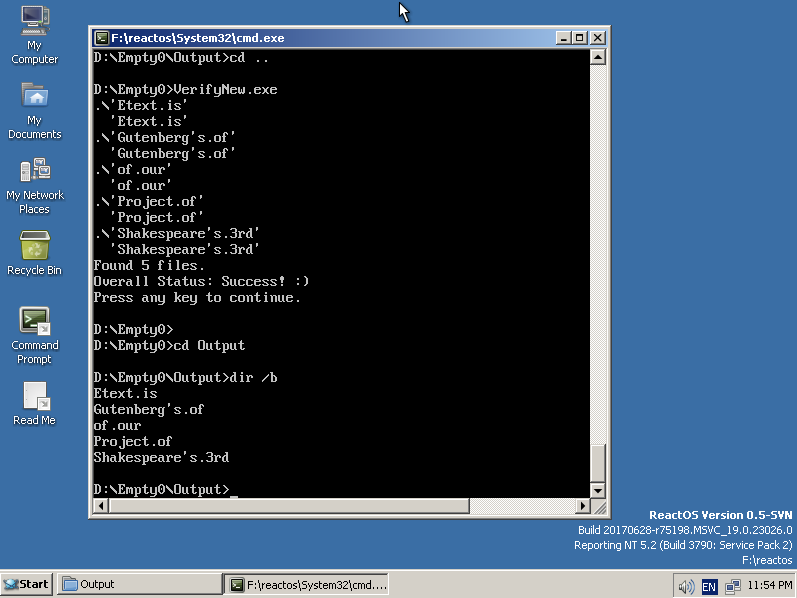 My
Computer
My
Documents
My Network
Places
Recycle Bin
Command
Prompt
Read Me
F:\reactos\System32\cmd.exe
D:\Empty0\Output>cd ..
D:\Empty0>VerifyNew.exe
.\'Etext.is'
'Etext.is'
.\'Gutenberg's.of'
'Gutenberg's.of'
.\'of.our'
'of.our'
.\'Project.of'
'Project.of'
.\'Shakespeare's.3rd'
'Shakespeare's.3rd'
Found 5 files.
Overall Status: Success! :)
Press any key to continue.
D:\Empty0>
D:\Empty0>cd Output
D:\Empty0\Output>dir /b
Etext.is
Gutenberg's.of
of.our
Project.of
Shakespeare's.3rd
D:\Empty0\Output>_
ReactOS Version 0.5-SVN
Build 20170628-r75198.MSVC_19.0.23026.0
Reporting NT 5.2 (Build 3790: Service Pack 2)
F:\reactos
Start
Output
F:\reactos\System32\cmd....
EN
11:54 PM